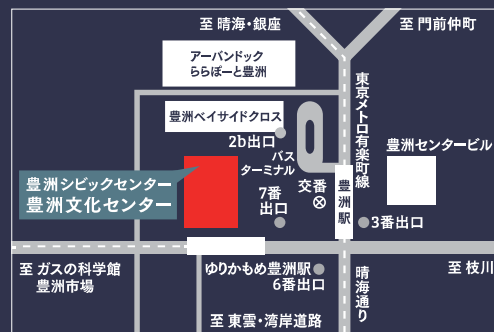 至 晴海・銀座
至 門前仲町
アーバンドック
ららぽーと豊洲
東京メトロ有楽町線
豊洲ベイサイドクロス
2b出口
バス
ターミナル
豊洲センタービル
豊洲シビックセンター
豊洲文化センター
7番
出口
交番
豊洲駅
3番出口
至 ガスの科学館
豊洲市場
ゆりかもめ豊洲駅
6番出口
晴海通り
至 枝川
至 東雲・湾岸道路